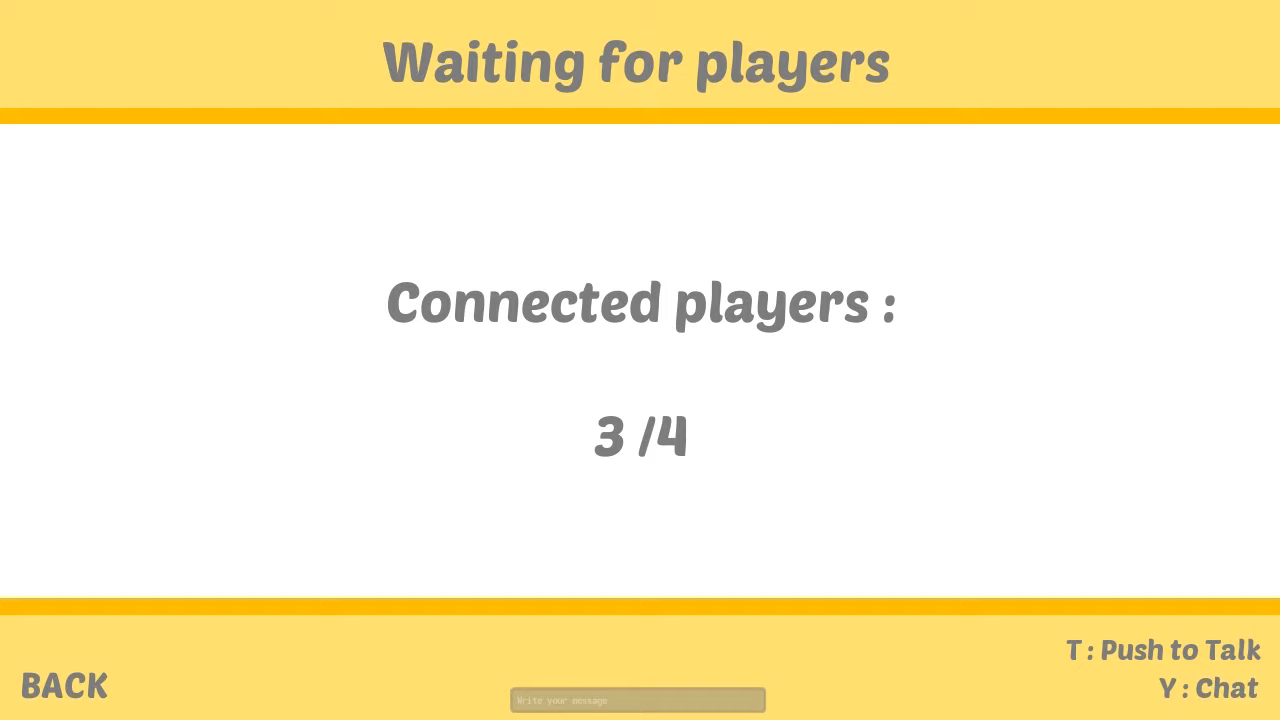 Waiting for players
Connected players :
3 /4
T : Push to Talk
BACK
Y : Chat
Write your message